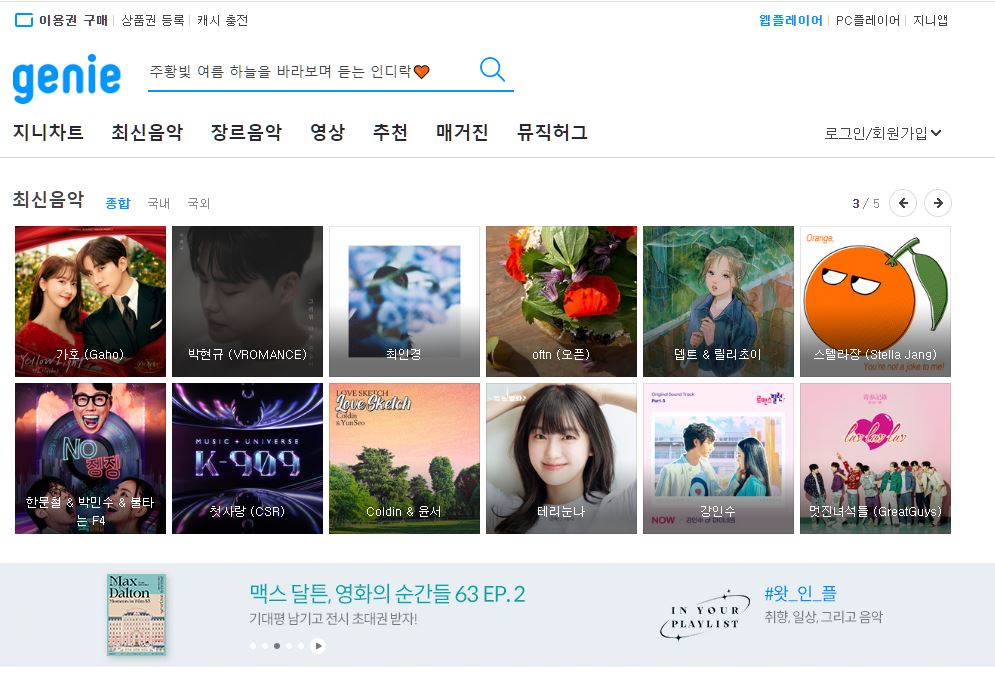 이용권 구매 상품권 등록 캐시 충전
웹플레이어 PC플레이어 지니앱
genie
주황빛 여름 하늘을 바라보며 듣는 인디락🧡
지니차트 최신음악 장르음악 영상 추천 매거진 뮤직허그
로그인/회원가입
최신음악 종합 국내 국외
3 / 5
가호 (Gaho)
박현규 (VROMANCE)
최인경
oftn (오픈)
뎁트 & 릴리초이
Orange,
스텔라장 (Stella Jang)
You're not a joke to me!
NO
한문철 & 박민수 & 불타
는 F4
MUSIC + UNIVERSE
K-909
첫사랑 (CSR)
LOVE SKETCH
Love Sketch
Coldin
& YunSeo
Coldin & 윤서
테리눈나
Original Sound Track
Part.5
NOW
강인수
luv luv luv
멋진녀석들 (GreatGuys)
Max
Dalton
맥스 달튼, 영화의 순간들 63 EP. 2
기대평 남기고 전시 초대권 받자!
IN YOUR
PLAYLIST
#왓_인_플
취향, 일상, 그리고 음악